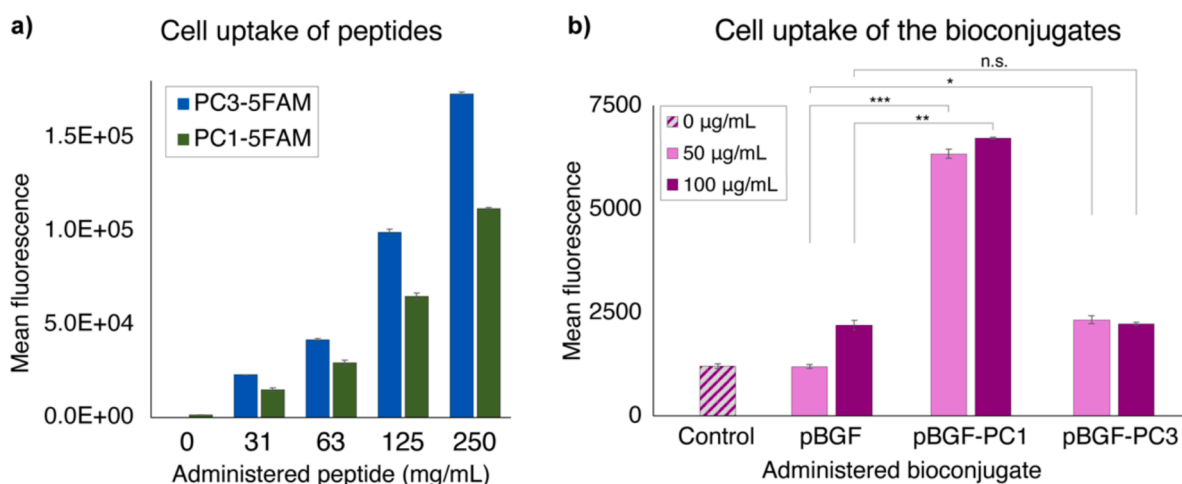 a)
Cell uptake of peptides
PC3-5FAM
PC1-5FAM
1.5E+05
1.0E+05
5.0E+04
0.0E+00
Mean fluorescence
0 31 63 125 250
Administered peptide (mg/mL)
b)
Cell uptake of the bioconjugates
n.s.
*
***
**
0 µg/mL
50 µg/mL
100 µg/mL
7500
5000
2500
0
Mean fluorescence
Control pBGF pBGF-PC1 pBGF-PC3
Administered bioconjugate